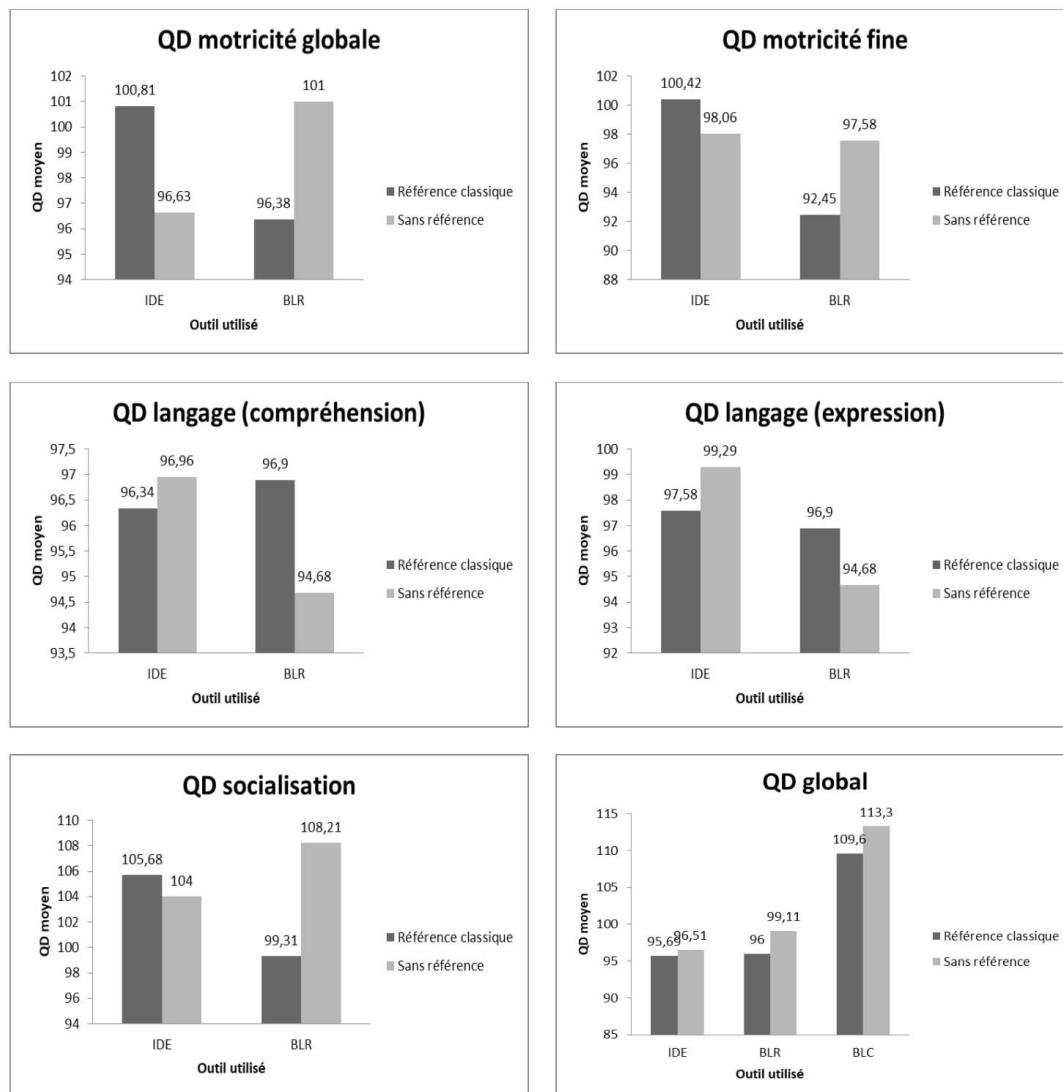 QD motricité globale
102
101
100
99
98
97
96
95
94
QD moyen
100,81
96,63
96,38
101
IDE
BLR
Outil utilisé
Référence classique
Sans référence
QD motricité fine
102
100
98
96
94
92
90
88
QD moyen
100,42
98,06
92,45
97,58
IDE
BLR
Outil utilisé
Référence classique
Sans référence
QD langage (compréhension)
97,5
97
96,5
96
95,5
95
94,5
94
93,5
QD moyen
96,34
96,96
96,9
94,68
IDE
BLR
Outil utilisé
Référence classique
Sans référence
QD langage (expression)
100
99
98
97
96
95
94
93
92
QD moyen
97,58
99,29
96,9
94,68
IDE
BLR
Outil utilisé
Référence classique
Sans référence
QD socialisation
110
108
106
104
102
100
98
96
94
QD moyen
105,68
104
99,31
108,21
IDE
BLR
Outil utilisé
Référence classique
Sans référence
QD global
115
110
105
100
95
90
85
QD moyen
95,69
96,51
96
99,11
109,6
113,3
IDE
BLR
BLC
Outil utilisé
Référence classique
Sans référence